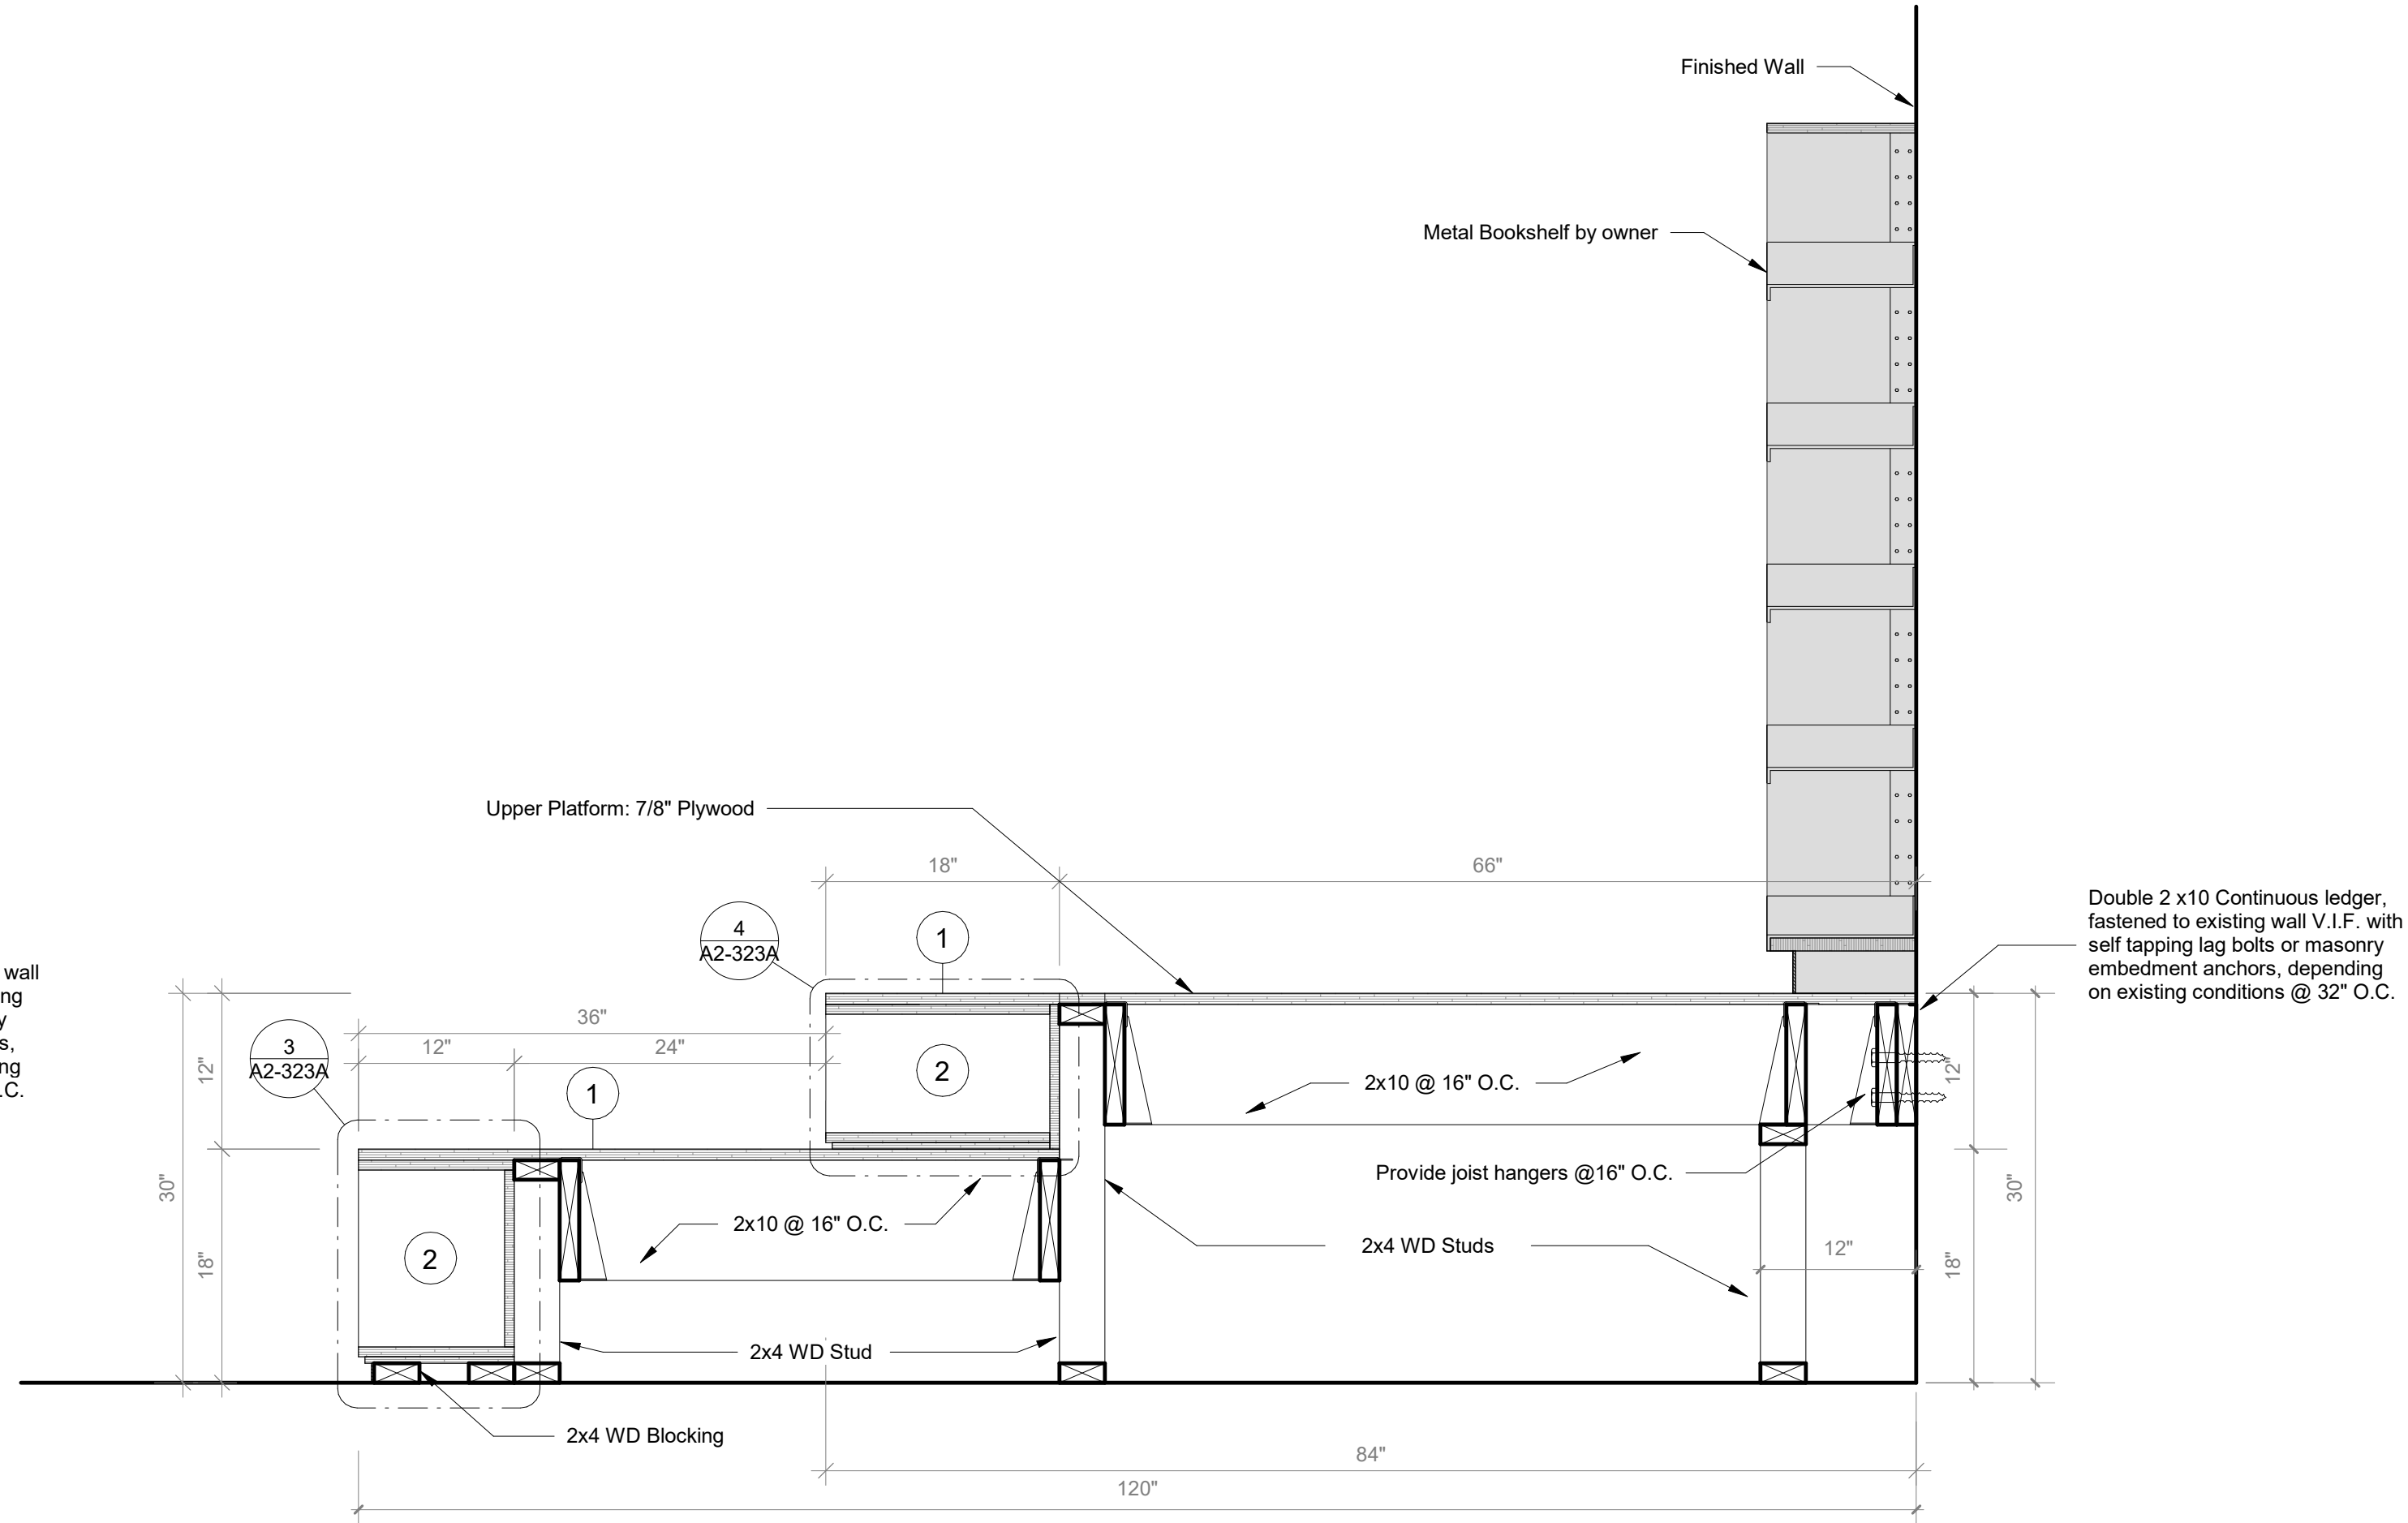 Finished Wall
Metal Bookshelf by owner
Upper Platform: 7/8" Plywood
18"
66"
Double 2 x10 Continuous ledger,
fastened to existing wall V.I.F. with
self tapping lag bolts or masonry
embedment anchors, depending
on existing conditions @ 32" O.C.
4
A2-323A
1
wall
ng
y
s,
ng
.C.
36"
12"
24"
3
A2-323A
1
2
12"
2x10 @ 16" O.C.
12"
Provide joist hangers @16" O.C.
30"
30"
2x10 @ 16" O.C.
2x4 WD Studs
12"
2
18"
18"
2x4 WD Stud
2x4 WD Blocking
84"
120"